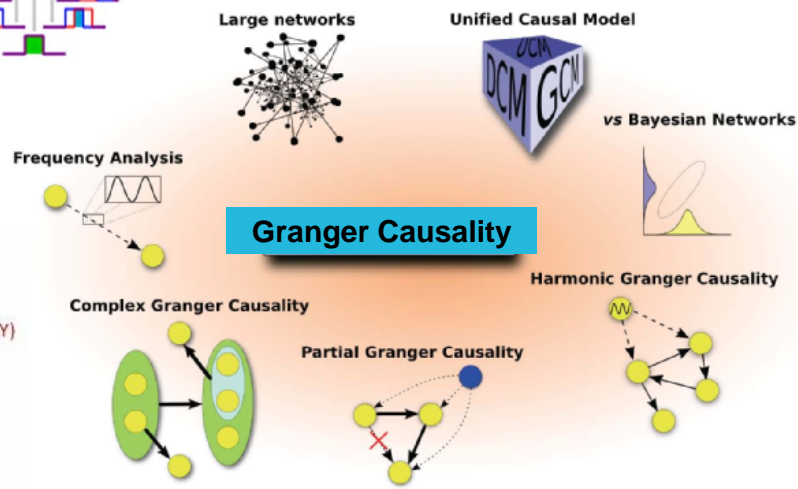 Large networks
Unified Causal Model
UCM
DCM
GCM
vs Bayesian Networks
Frequency Analysis
Granger Causality
Harmonic Granger Causality
Complex Granger Causality
Y)
Partial Granger Causality